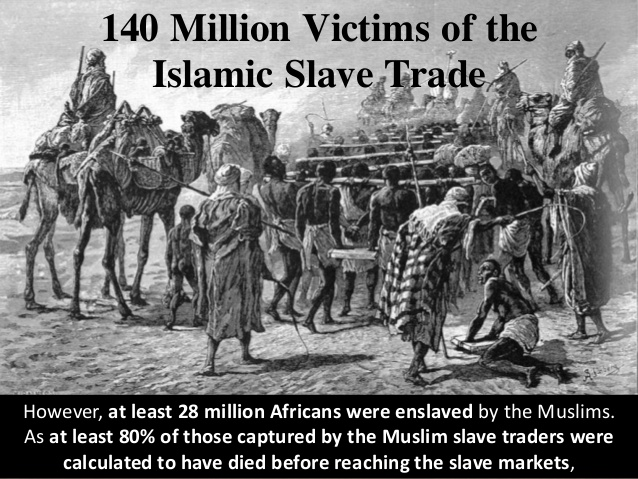 140 Million Victims of the
Islamic Slave Trade
However, at least 28 million Africans were enslaved by the Muslims.
As at least 80% of those captured by the Muslim slave traders were
calculated to have died before reaching the slave markets,